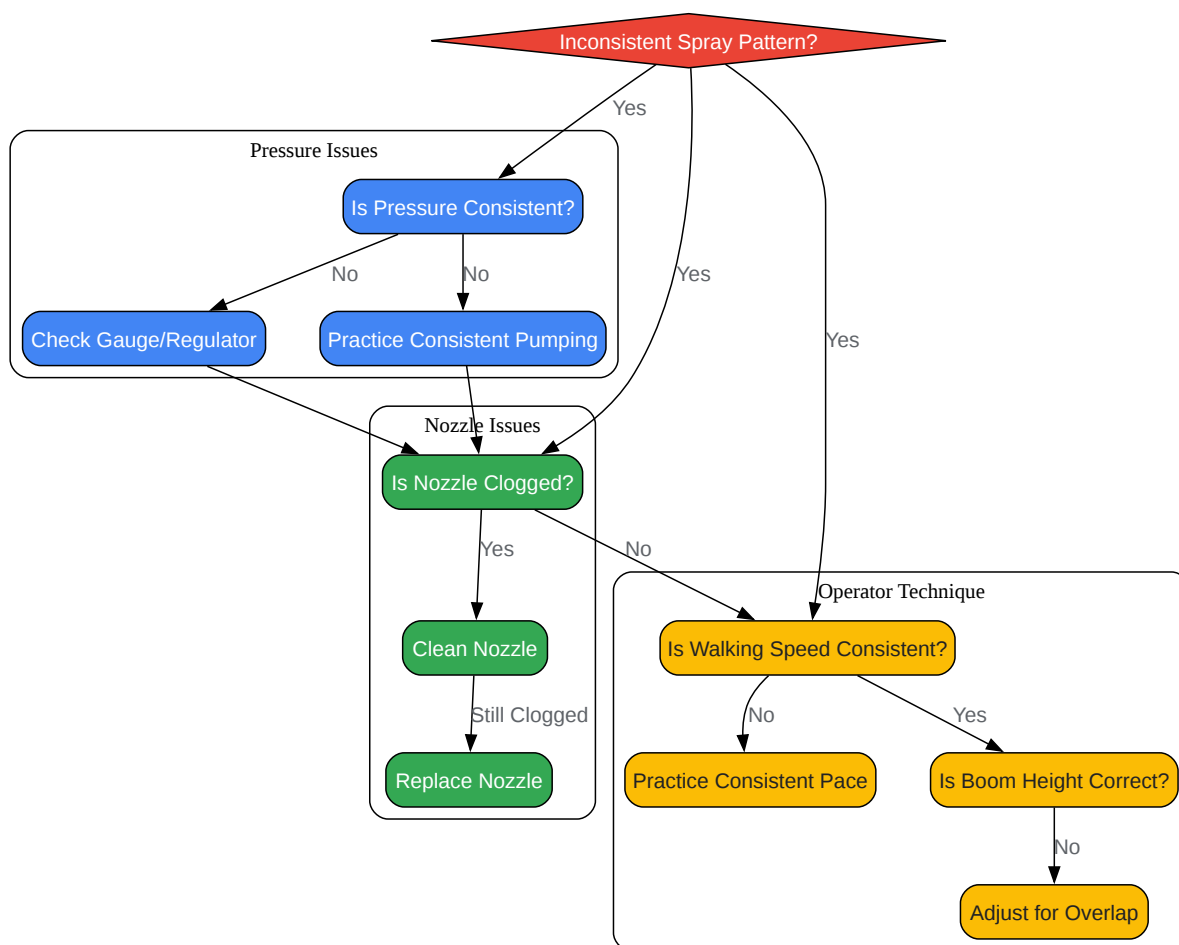 Inconsistent Spray Pattern?
Yes
Pressure Issues
Is Pressure Consistent?
No
No
Yes
Check Gauge/Regulator
Practice Consistent Pumping
Yes
Nozzle Issues
Is Nozzle Clogged?
Yes
No
Operator Technique
Clean Nozzle
Is Walking Speed Consistent?
Still Clogged
No
Yes
Replace Nozzle
Practice Consistent Pace
Is Boom Height Correct?
No
Adjust for Overlap